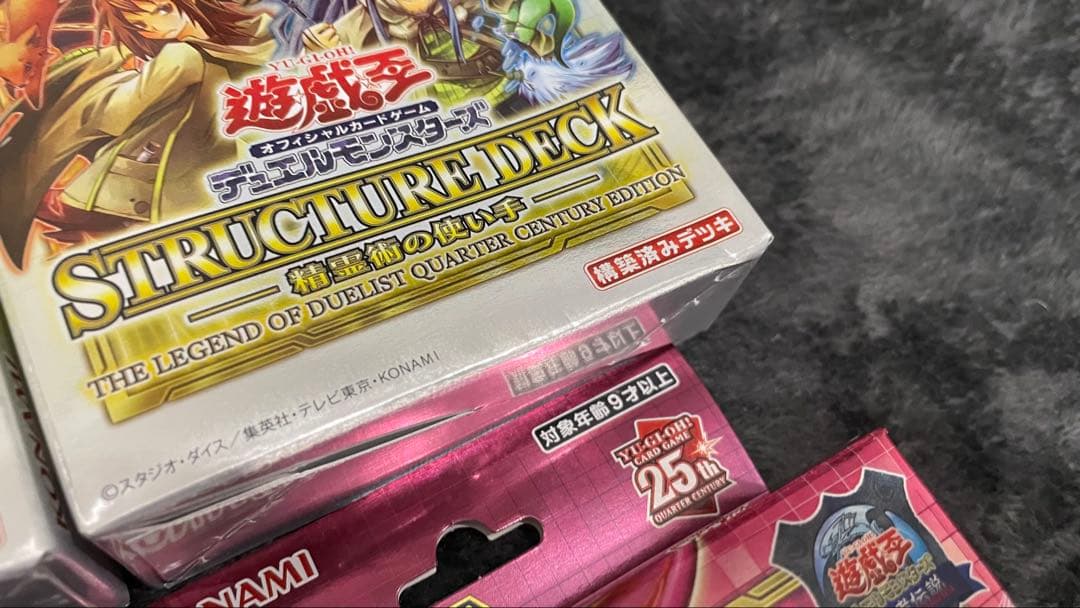 YU-GI-OH!
遊戯王
オフィシャルカードゲーム
デュエルモンスターズ
STRUCTURE DECK
精霊術の使い手
THE LEGEND OF DUELIST QUARTER CENTURY EDITION
構築済みデッキ
©スタジオ・ダイス／集英社・テレビ東京・KONAMI
対象年齢9才以上
YU-GI-OH!
CARD GAME
25th
QUARTER CENTURY
KONAMI
遊戯王